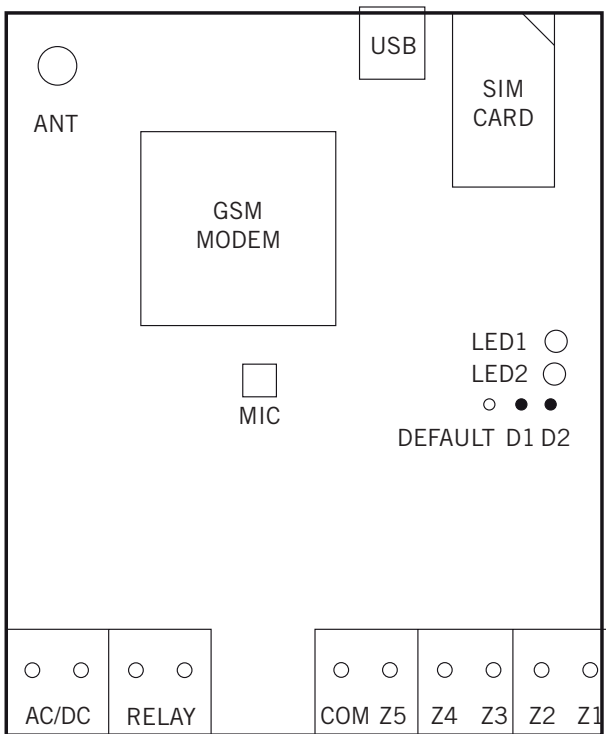 USB
SIM
CARD
ANT
GSM
MODEM
LED1
LED2
MIC
DEFAULT D1 D2
AC/DC RELAY COM Z5 Z4 Z3 Z2 Z1